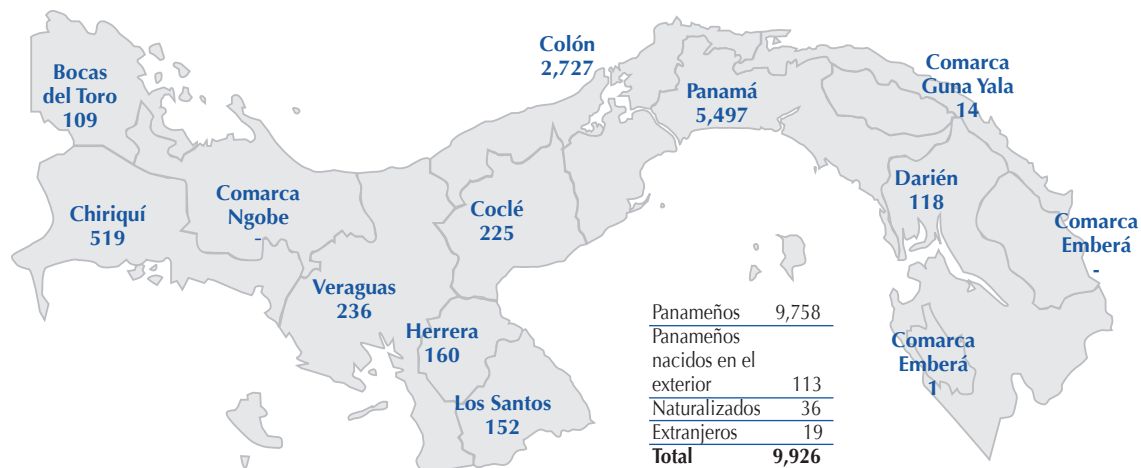 Bocas
del Toro
109
Chiriquí
519
Comarca
Ngobe
-
Veraguas
236
Herrera
160
Los Santos
152
Coclé
225
Colón
2,727
Panamá
5,497
Comarca
Guna Yala
14
Darién
118
Comarca
Emberá
-
Comarca
Emberá
1
Panameños 9,758
Panameños
nacidos en el
exterior 113
Naturalizados 36
Extranjeros 19
Total 9,926